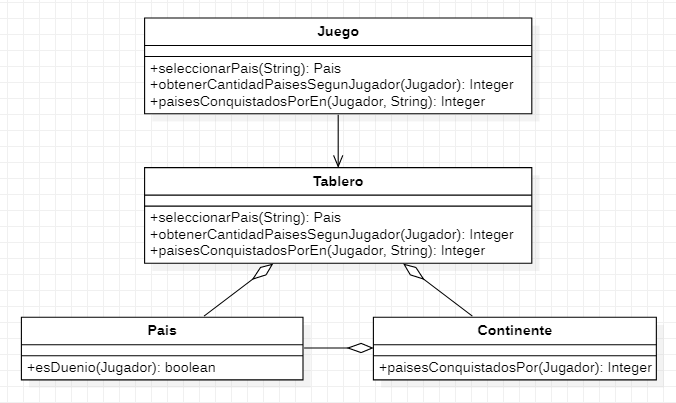 Juego
+seleccionarPais(String): Pais
+obtenerCantidadPaisesSegunJugador(Jugador): Integer
+paisesConquistadosPorEn(Jugador, String): Integer
Tablero
+seleccionarPais(String): Pais
+obtenerCantidadPaisesSegunJugador(Jugador): Integer
+paisesConquistadosPorEn(Jugador, String): Integer
Pais
+esDuenio(Jugador): boolean
Continente
+paisesConquistadosPor(Jugador): Integer